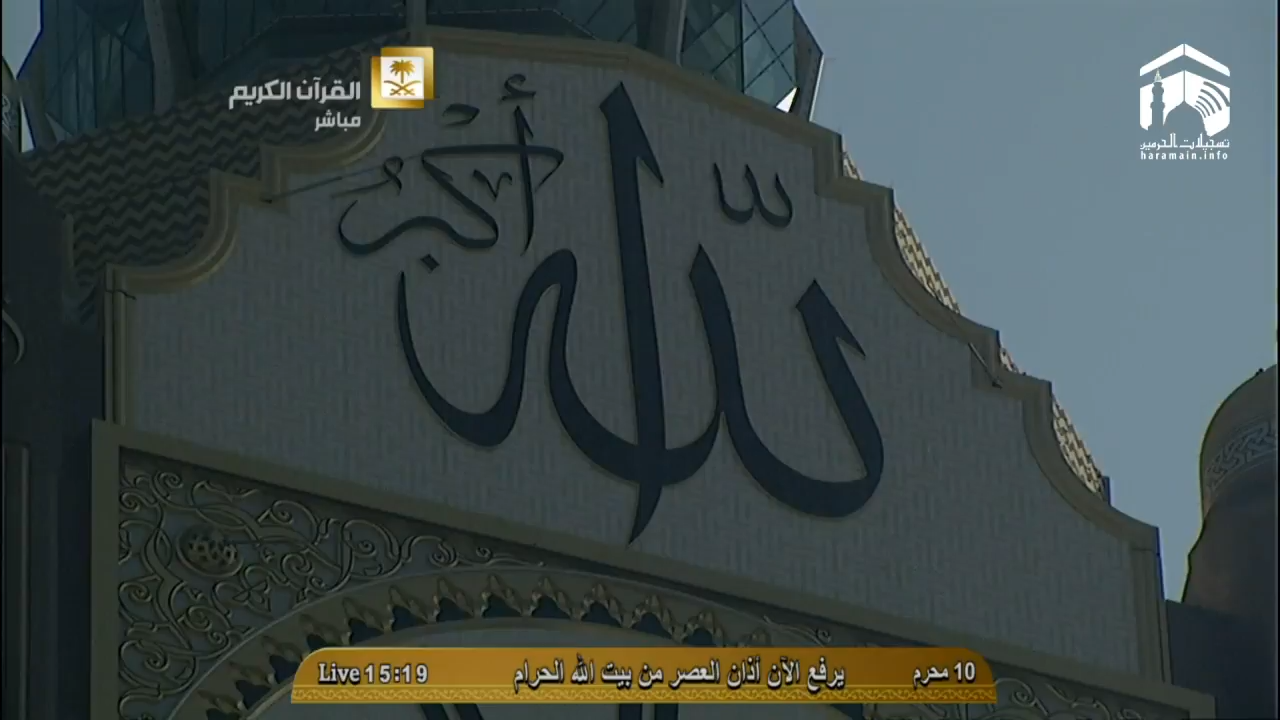 القرآن الكريم
مباشر
تسجيلات الحرمين
haramain.info
الله أكبر
10 محرم
يرفع الآن أذان العصر من بيت الله الحرام
Live 15:19